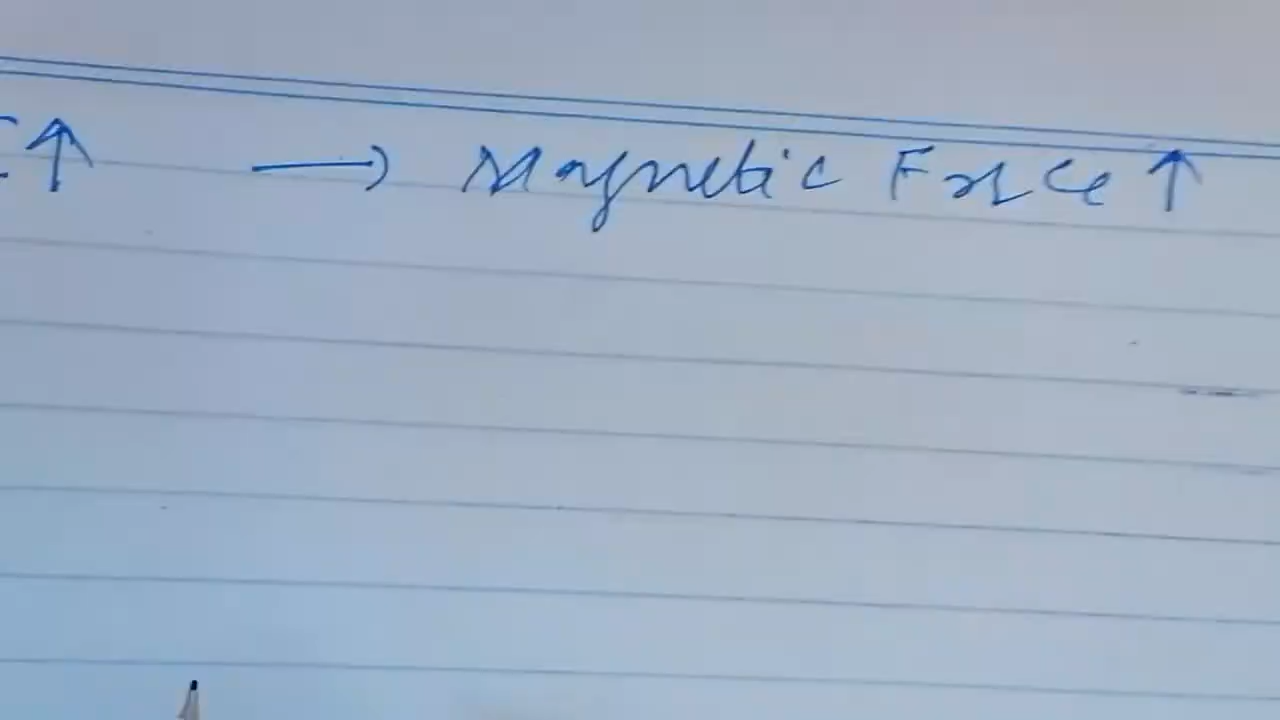 ↑ → Magnetic Force ↑